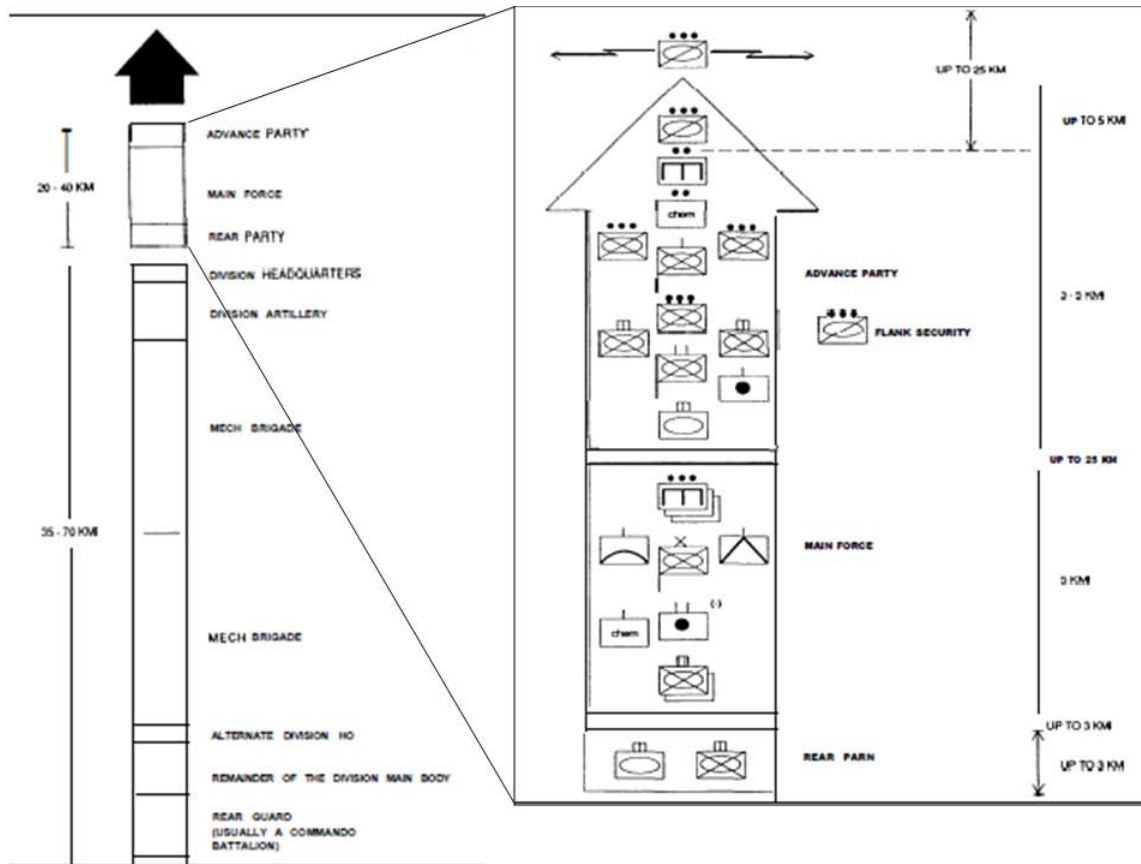 ADVANCE PARTY
20 - 40 KM
MAIN FORCE
REAR PARTY
DIVISION HEADQUARTERS
DIVISION ARTILLERY
MECH BRIGADE
35 - 70 KM
MECH BRIGADE
ALTERNATE DIVISION HQ
REMAINDER OF THE DIVISION MAIN BODY
REAR GUARD
(USUALLY A COMMANDO
BATTALION)
UP TO 25 KM
UP TO 5 KM
chem
ADVANCE PARTY
FLANK SECURITY
UP TO 25 KM
MAIN FORCE
3 KM
chem
(-)
UP TO 3 KM
REAR PARN
UP TO 3 KM